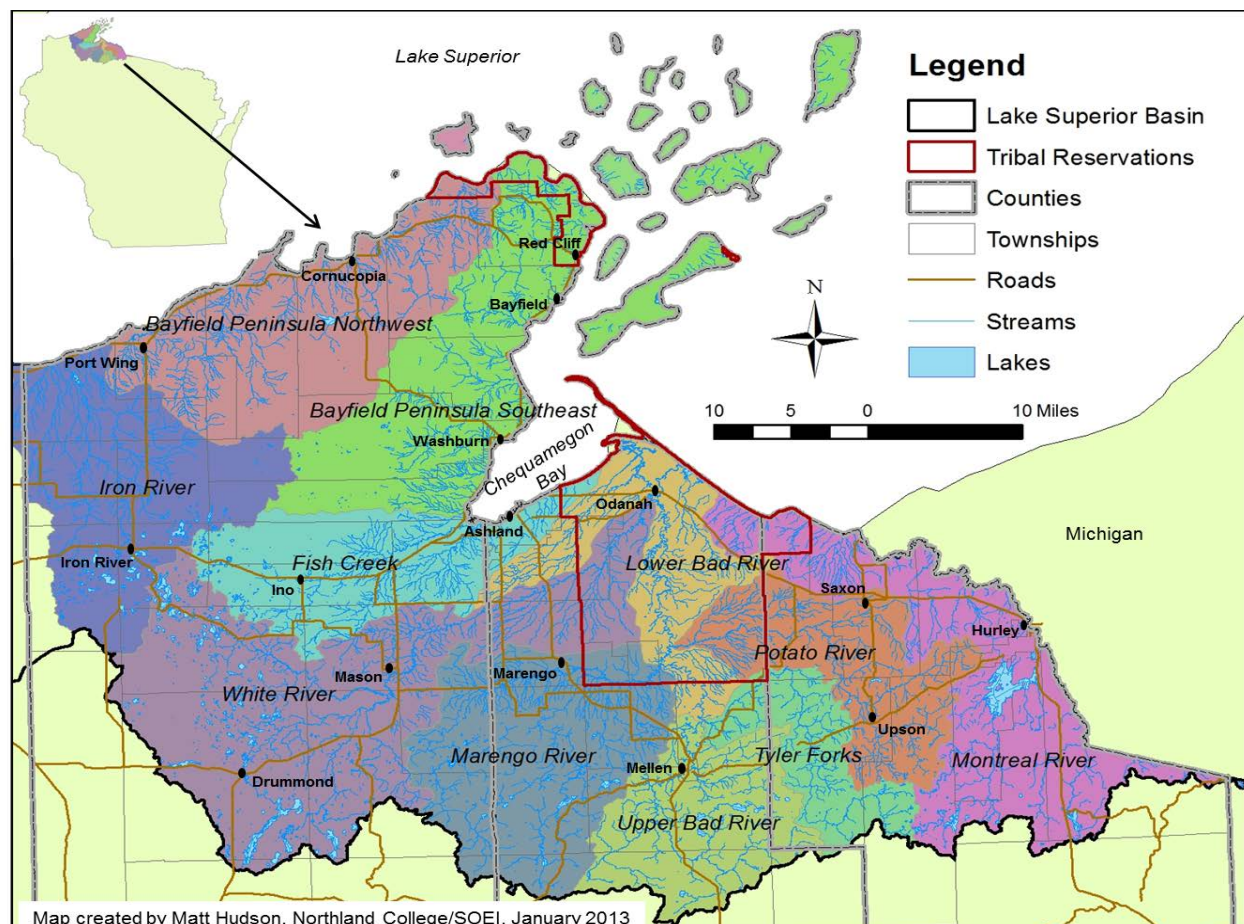 Lake Superior
Legend
Lake Superior Basin
Tribal Reservations
Counties
Townships
Roads
Streams
Lakes
N
10 5 0 10 Miles
Red Cliff
Cornucopia
Bayfield
Bayfield Peninsula Northwest
Port Wing
Bayfield Peninsula Southeast
Washburn
Chequamegon
Bay
Iron River
Odanah
Ashland
Michigan
Iron River
Fish Creek
Lower Bad River
Ino
Saxon
Hurley
Potato River
Mason
Marengo
White River
Upson
Marengo River
Tyler Forks
Montreal River
Mellen
Drummond
Upper Bad River
Map created by Matt Hudson, Northland College/SOEI, January 2013